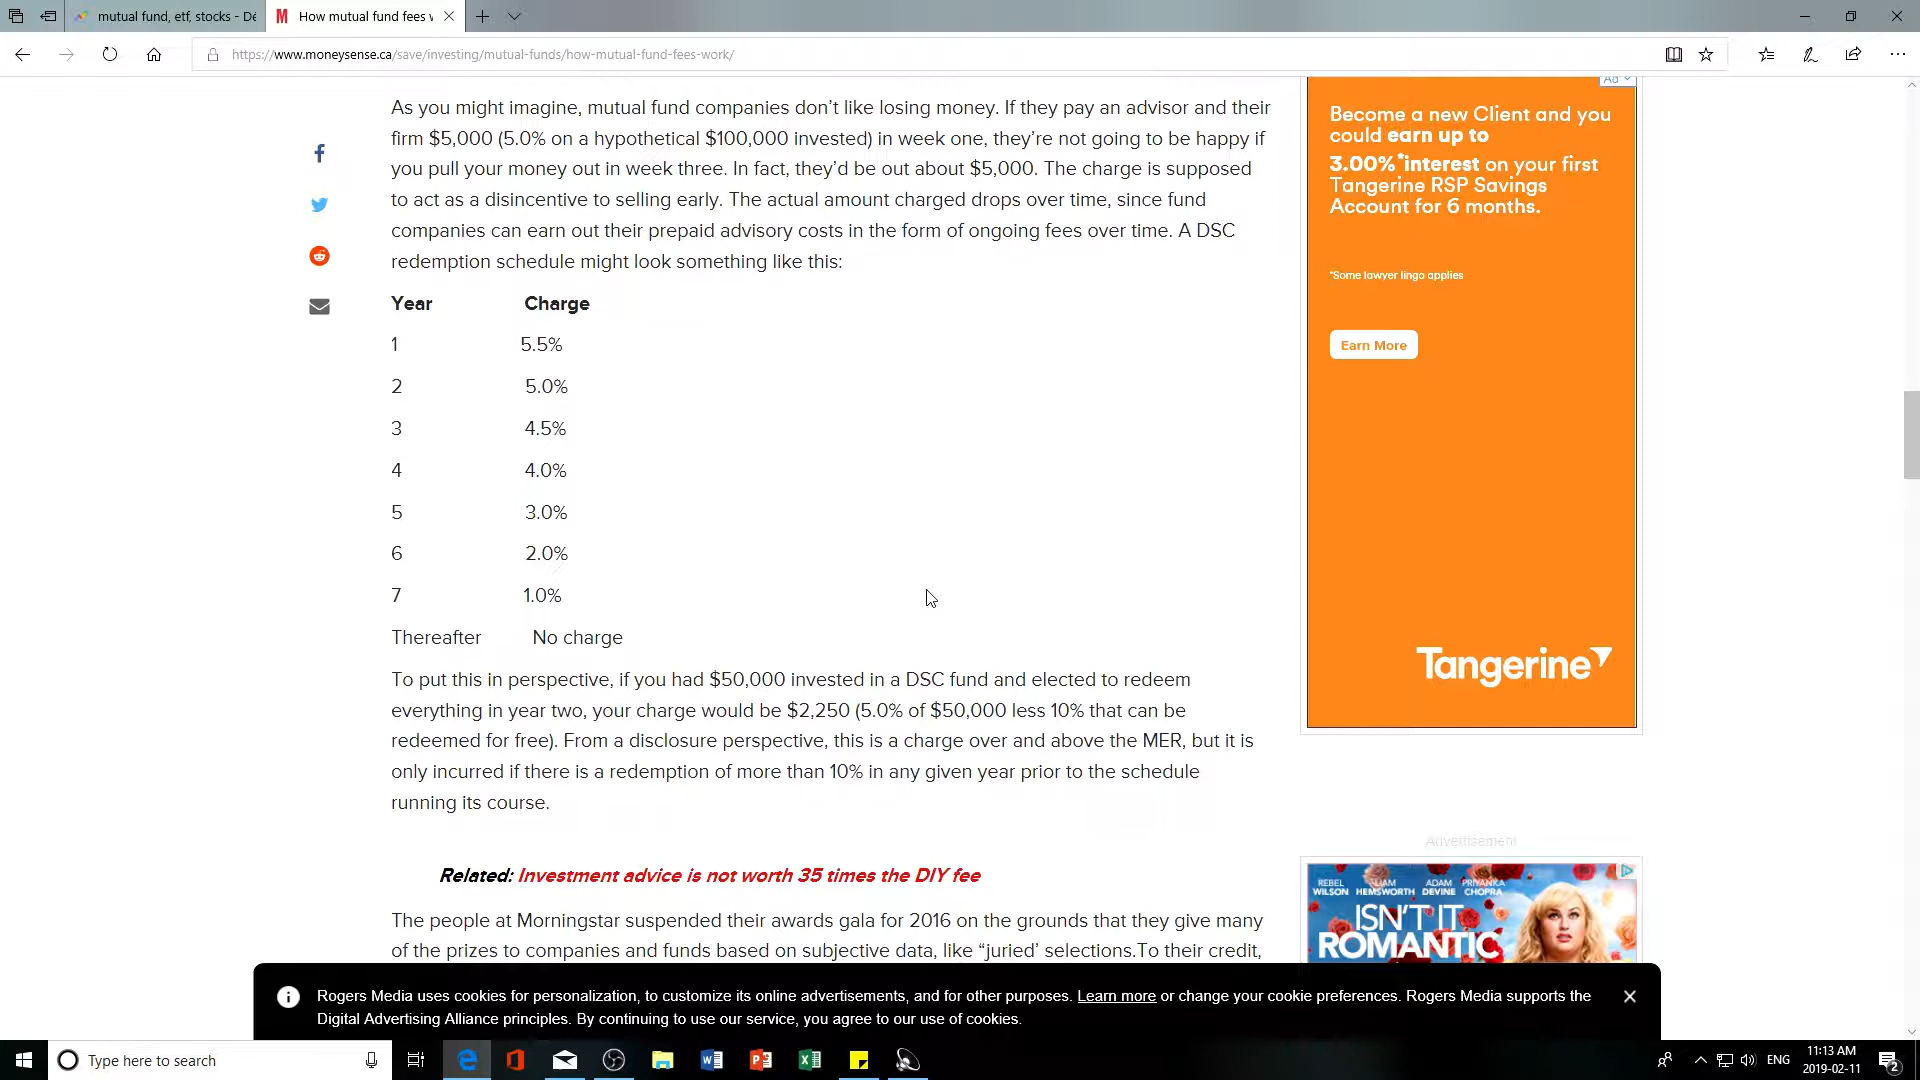 mutual fund, etf, stocks - De
How mutual fund fees w
https://www.moneysense.ca/save/investing/mutual-funds/how-mutual-fund-fees-work/
As you might imagine, mutual fund companies don’t like losing money. If they pay an advisor and their
firm $5,000 (5.0% on a hypothetical $100,000 invested) in week one, they’re not going to be happy if
you pull your money out in week three. In fact, they’d be out about $5,000. The charge is supposed
to act as a disincentive to selling early. The actual amount charged drops over time, since fund
companies can earn out their prepaid advisory costs in the form of ongoing fees over time. A DSC
redemption schedule might look something like this:
Year Charge
1 5.5%
2 5.0%
3 4.5%
4 4.0%
5 3.0%
6 2.0%
7 1.0%
Thereafter No charge
To put this in perspective, if you had $50,000 invested in a DSC fund and elected to redeem
everything in year two, your charge would be $2,250 (5.0% of $50,000 less 10% that can be
redeemed for free). From a disclosure perspective, this is a charge over and above the MER, but it is
only incurred if there is a redemption of more than 10% in any given year prior to the schedule
running its course.
Related: Investment advice is not worth 35 times the DIY fee
The people at Morningstar suspended their awards gala for 2016 on the grounds that they give many
of the prizes to companies and funds based on subjective data, like “juried’ selections.To their credit,
Ad
Become a new Client and you
could earn up to
3.00%*interest on your first
Tangerine RSP Savings
Account for 6 months.
*Some lawyer lingo applies
Earn More
Tangerine
Advertisement
REBEL WILSON LIAM HEMSWORTH ADAM DEVINE PRIYANKA CHOPRA
ISN'T IT
ROMANTIC
Rogers Media uses cookies for personalization, to customize its online advertisements, and for other purposes. Learn more or change your cookie preferences. Rogers Media supports the
Digital Advertising Alliance principles. By continuing to use our service, you agree to our use of cookies.
Type here to search
ENG
11:13 AM
2019-02-11
2